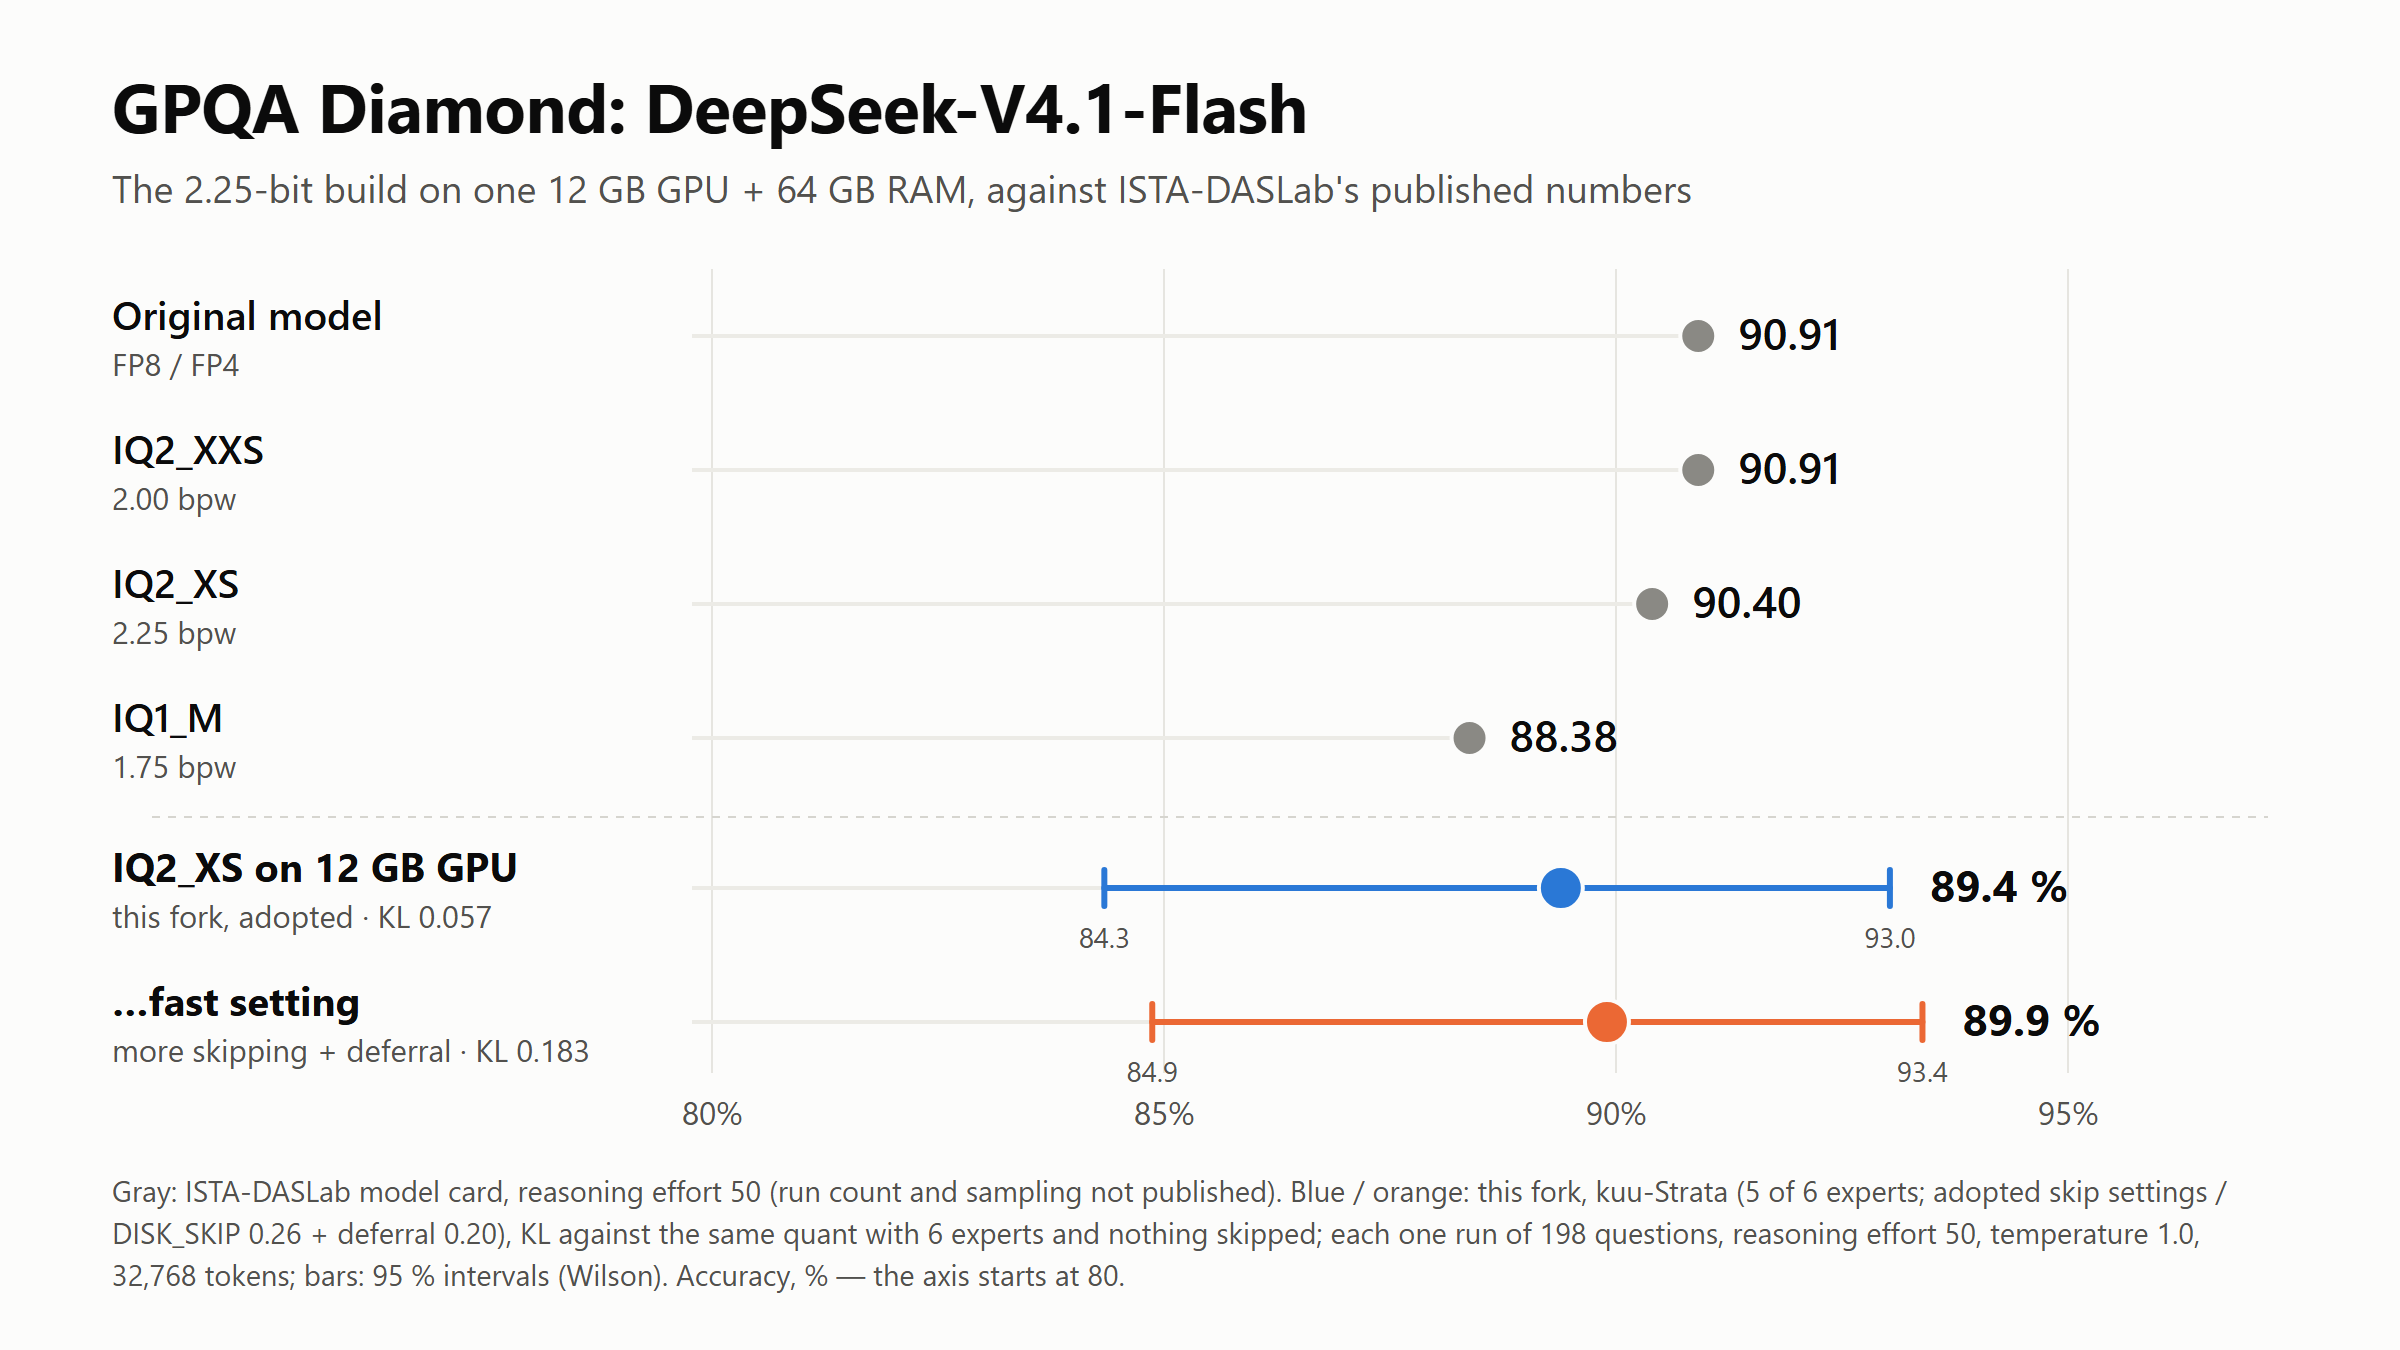 GPQA Diamond: DeepSeek-V4.1-Flash
The 2.25-bit build on one 12 GB GPU + 64 GB RAM, against ISTA-DASLab's published numbers
Original model
FP8 / FP4
90.91
IQ2_XXS
2.00 bpw
90.91
IQ2_XS
2.25 bpw
90.40
IQ1_M
1.75 bpw
88.38
IQ2_XS on 12 GB GPU
this fork, adopted · KL 0.057
89.4 %
84.3
93.0
...fast setting
more skipping + deferral · KL 0.183
89.9 %
84.9
93.4
80%
85%
90%
95%
Gray: ISTA-DASLab model card, reasoning effort 50 (run count and sampling not published). Blue / orange: this fork, kuu-Strata (5 of 6 experts; adopted skip settings /
DISK_SKIP 0.26 + deferral 0.20), KL against the same quant with 6 experts and nothing skipped; each one run of 198 questions, reasoning effort 50, temperature 1.0,
32,768 tokens; bars: 95 % intervals (Wilson). Accuracy, % — the axis starts at 80.